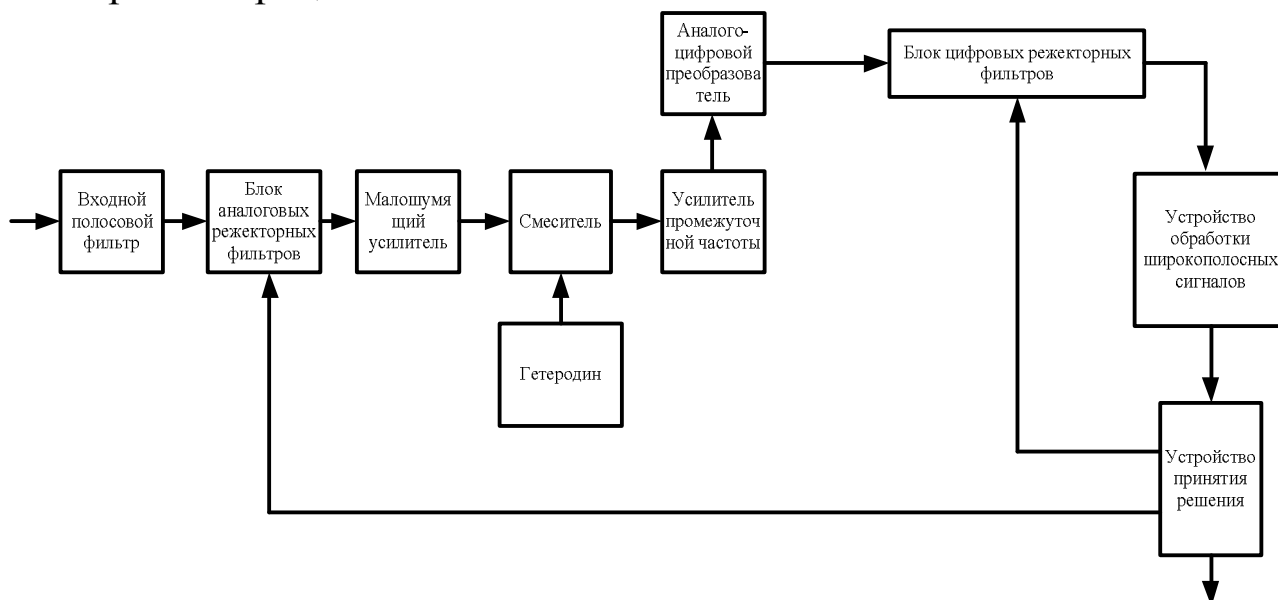 Аналого-
цифровой
преобразова
тель
Блок цифровых режекторных
фильтров
Входной
полосовой
фильтр
Блок
аналоговых
режекторных
фильтров
Малошумя
щий
усилитель
Смеситель
Усилитель
промежуточ
ной частоты
Устройство
обработки
широкополосных
сигналов
Гетеродин
Устройство
принятия
решения